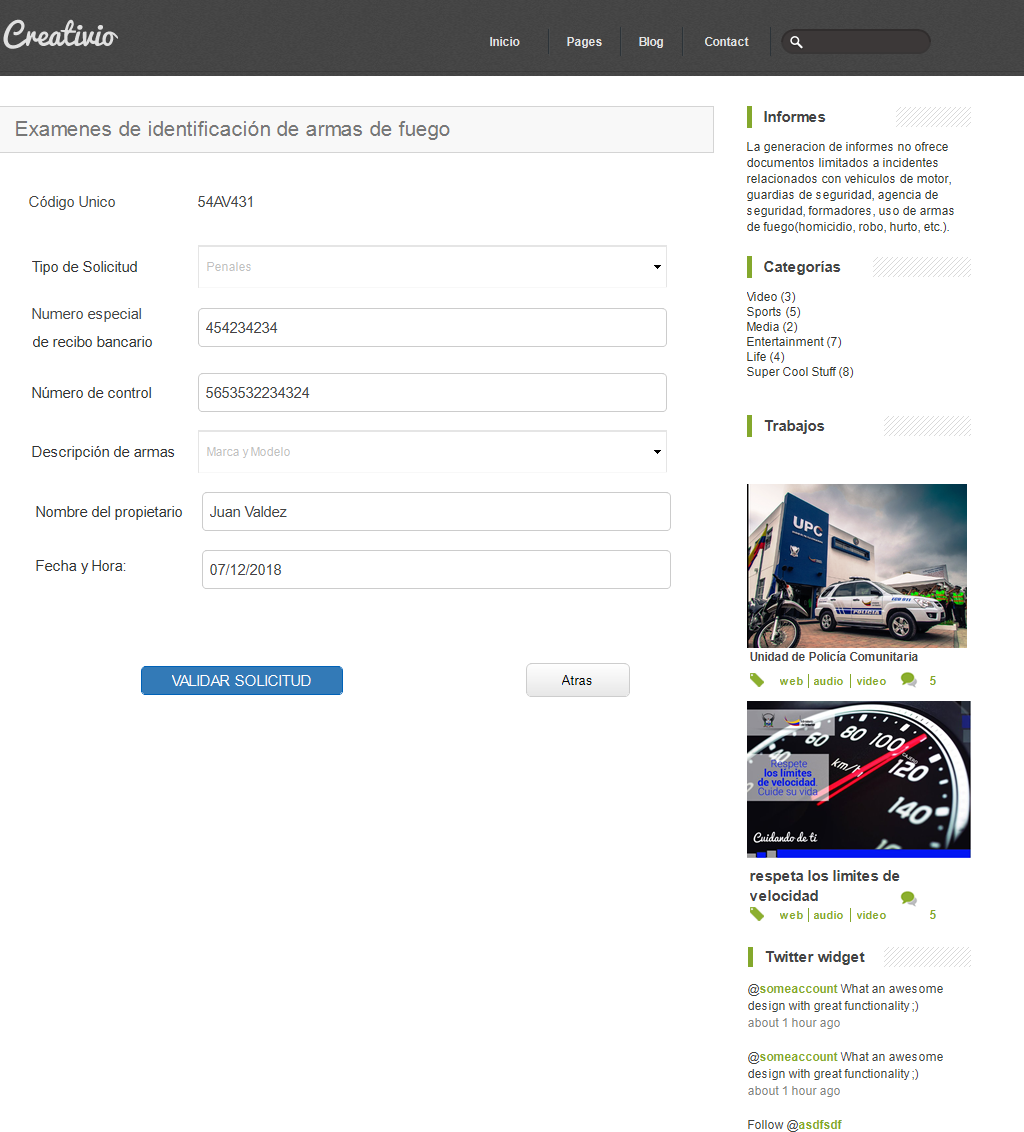 Creativio
Inicio
Pages
Blog
Contact
Examenes de identificación de armas de fuego
Código Unico
54AV431
Tipo de Solicitud
Penales
Numero especial
de recibo bancario
454234234
Número de control
5653532234324
Descripción de armas
Marca y Modelo
Nombre del propietario
Juan Valdez
Fecha y Hora:
07/12/2018
VALIDAR SOLICITUD
Atras
Informes
La generacion de informes no ofrece
documentos limitados a incidentes
relacionados con vehiculos de motor,
guardias de seguridad, agencia de
seguridad, formadores, uso de armas
de fuego(homicidio, robo, hurto, etc.).
Categorías
Video (3)
Sports (5)
Media (2)
Entertainment (7)
Life (4)
Super Cool Stuff (8)
Trabajos
UPC
POLICIA
Unidad de Policía Comunitaria
web | audio | video 5
60 80 100 120 140
km/h
Respete
los límites
de velocidad.
Cuide su vida
Cuidando de ti
respeta los limites de
velocidad
web | audio | video 5
Twitter widget
@someaccount What an awesome
design with great functionality ;)
about 1 hour ago
@someaccount What an awesome
design with great functionality ;)
about 1 hour ago
Follow @asdfsdf